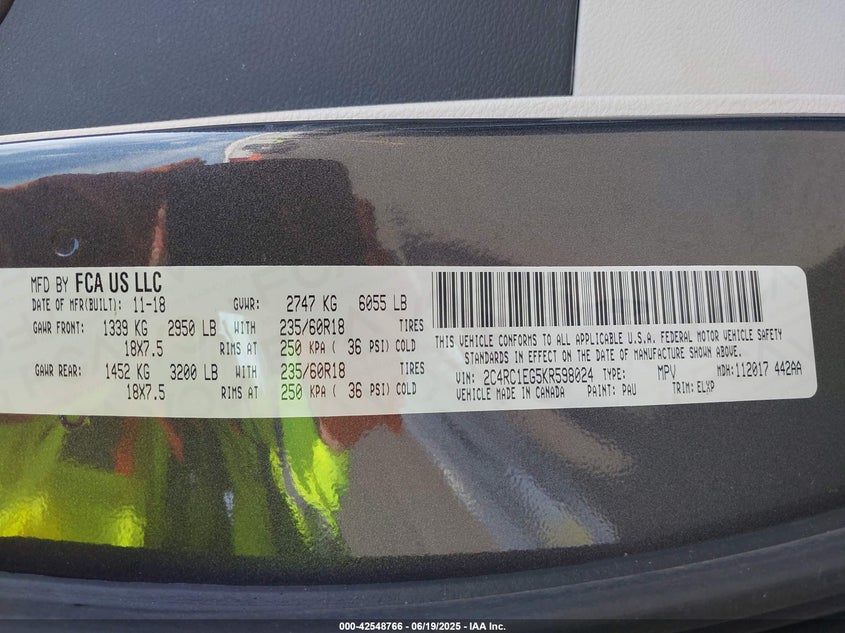 MFD BY FCA US LLC
DATE OF MFR(BUILT): 11-18 GVWR: 2747 KG 6055 LB
GAWR FRONT: 1339 KG 2950 LB WITH 235/60R18 TIRES
18X7.5 RIMS AT 250 KPA ( 36 PSI) COLD
GAWR REAR: 1452 KG 3200 LB WITH 235/60R18 TIRES
18X7.5 RIMS AT 250 KPA ( 36 PSI) COLD
THIS VEHICLE CONFORMS TO ALL APPLICABLE U.S.A. FEDERAL MOTOR VEHICLE SAFETY
STANDARDS IN EFFECT ON THE DATE OF MANUFACTURE SHOWN ABOVE.
VIN: 2C4RC1EG5KR598024 TYPE: MPV MDH: 112017 442AA
VEHICLE MADE IN CANADA PAINT: PAU TRIM: ELXP
000-42548766 - 06/19/2025 - IAA Inc.